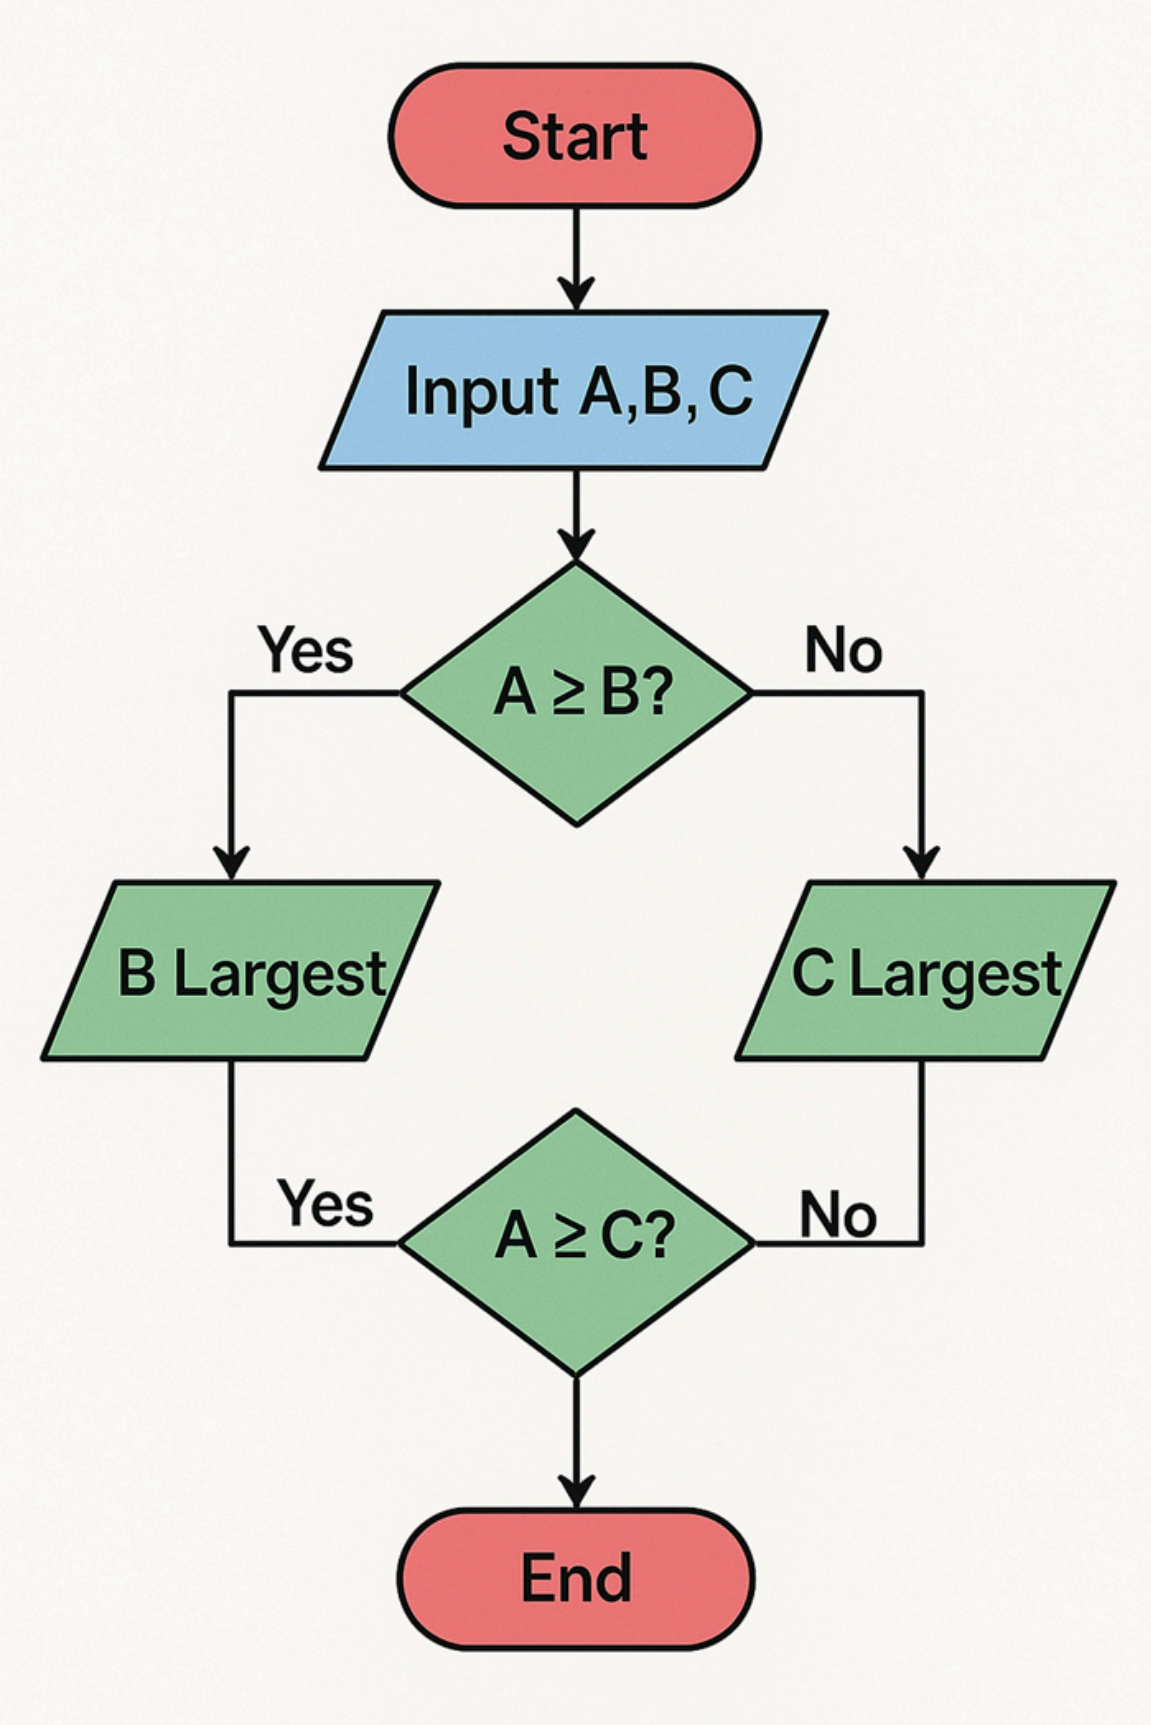 Start
Input A,B, C
A ≥ B?
Yes
No
B Largest
C Largest
A ≥ C?
Yes
No
End